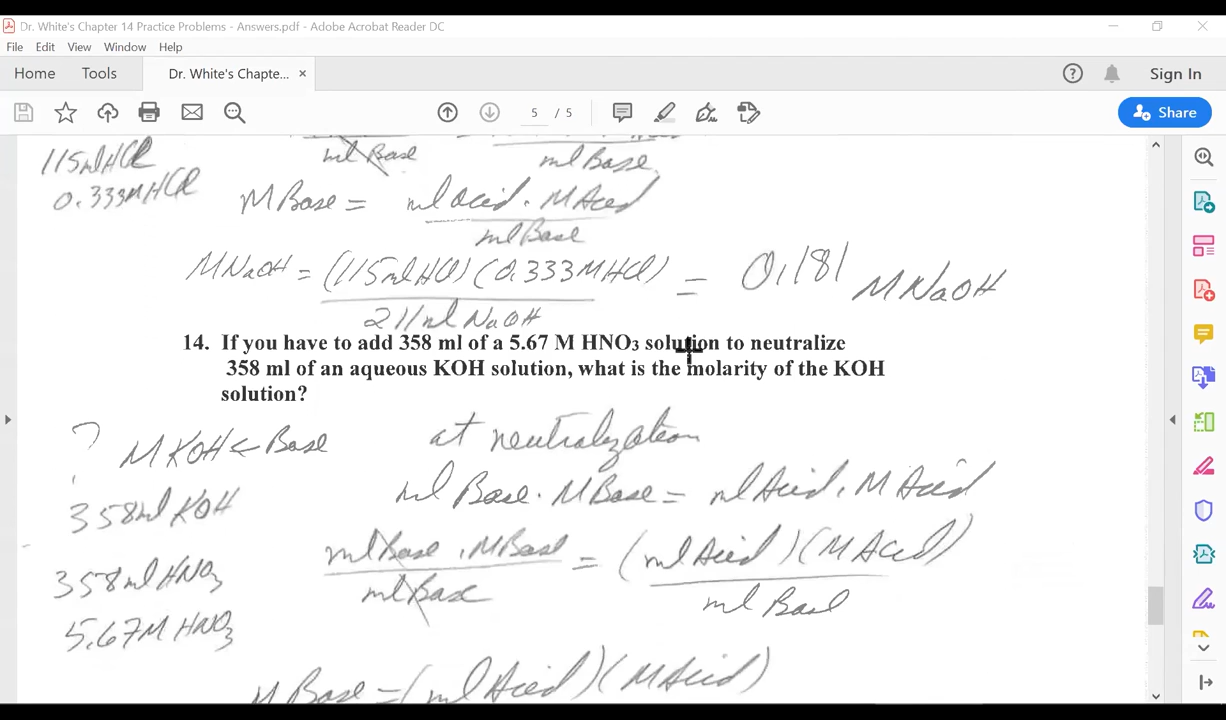 Dr. White's Chapter 14 Practice Problems - Answers.pdf - Adobe Acrobat Reader DC
File Edit View Window Help
Home Tools Dr. White's Chapte... × Sign In
5 / 5 Share
115ml HCl
0.333M HCl
ml Base
ml Base
M Base = ml acid · M Acid
ml Base
M NaOH = (115ml HCl) (0.333M HCl) = 0.181 M NaOH
211ml NaOH
14. If you have to add 358 ml of a 5.67 M HNO₃ solution to neutralize
358 ml of an aqueous KOH solution, what is the molarity of the KOH
solution?
? M KOH ← Base
358ml KOH
358ml HNO₃
5.67M HNO₃
at neutralization
ml Base · M Base = ml Acid · M Acid
ml Base · M Base = (ml Acid) (M Acid)
ml Base ml Base
M Base = (ml Acid) (M Acid)